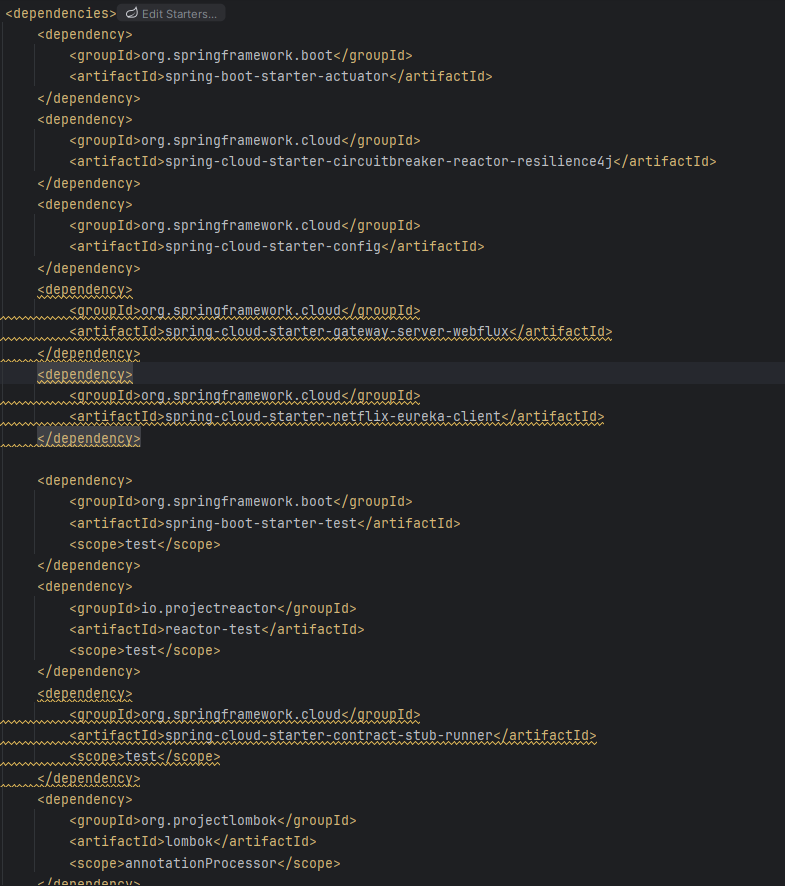 <dependencies> Edit Starters...
<dependency>
<groupId>org.springframework.boot</groupId>
<artifactId>spring-boot-starter-actuator</artifactId>
</dependency>
<dependency>
<groupId>org.springframework.cloud</groupId>
<artifactId>spring-cloud-starter-circuitbreaker-reactor-resilience4j</artifactId>
</dependency>
<dependency>
<groupId>org.springframework.cloud</groupId>
<artifactId>spring-cloud-starter-config</artifactId>
</dependency>
<dependency>
<groupId>org.springframework.cloud</groupId>
<artifactId>spring-cloud-starter-gateway-server-webflux</artifactId>
</dependency>
<dependency>
<groupId>org.springframework.cloud</groupId>
<artifactId>spring-cloud-starter-netflix-eureka-client</artifactId>
</dependency>
<dependency>
<groupId>org.springframework.boot</groupId>
<artifactId>spring-boot-starter-test</artifactId>
<scope>test</scope>
</dependency>
<dependency>
<groupId>io.projectreactor</groupId>
<artifactId>reactor-test</artifactId>
<scope>test</scope>
</dependency>
<dependency>
<groupId>org.springframework.cloud</groupId>
<artifactId>spring-cloud-starter-contract-stub-runner</artifactId>
<scope>test</scope>
</dependency>
<dependency>
<groupId>org.projectlombok</groupId>
<artifactId>lombok</artifactId>
<scope>annotationProcessor</scope>
</dependency>